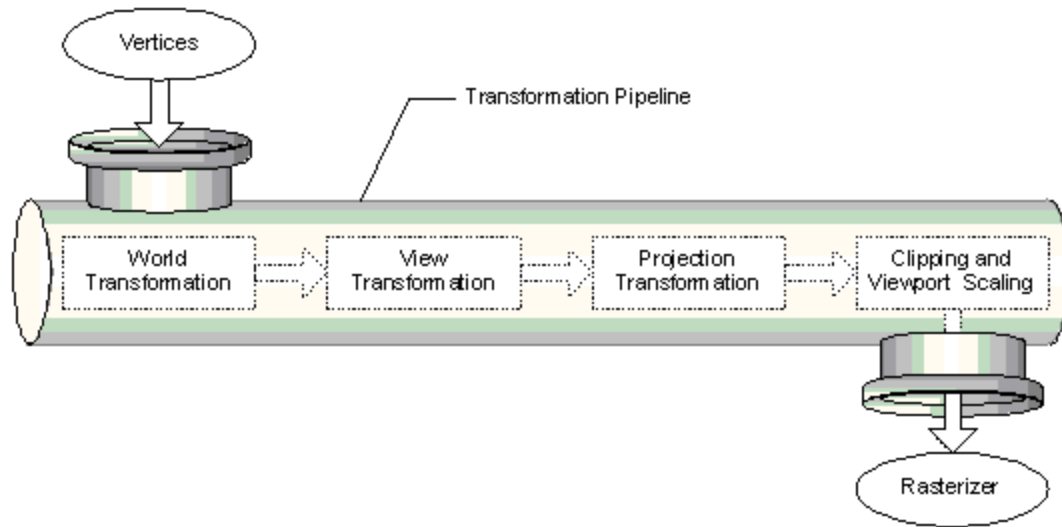 Vertices
Transformation Pipeline
World
Transformation
View
Transformation
Projection
Transformation
Clipping and
Viewport Scaling
Rasterizer